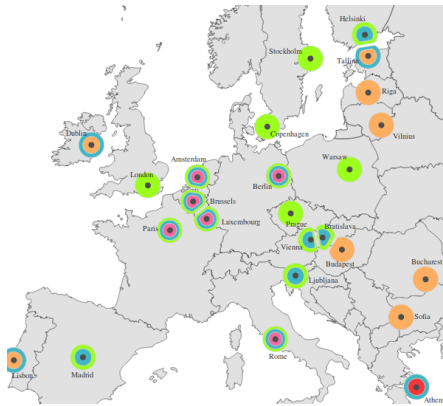 Helsinki
Stockholm
Tallinn
Riga
Dublin
Copenhagen
Vilnius
Amsterdam
Warsaw
London
Berlin
Brussels
Prague
Luxembourg
Paris
Bratislava
Vienna
Budapest
Bucharest
Ljubljana
Sofia
Rome
Lisbon
Madrid
Athen